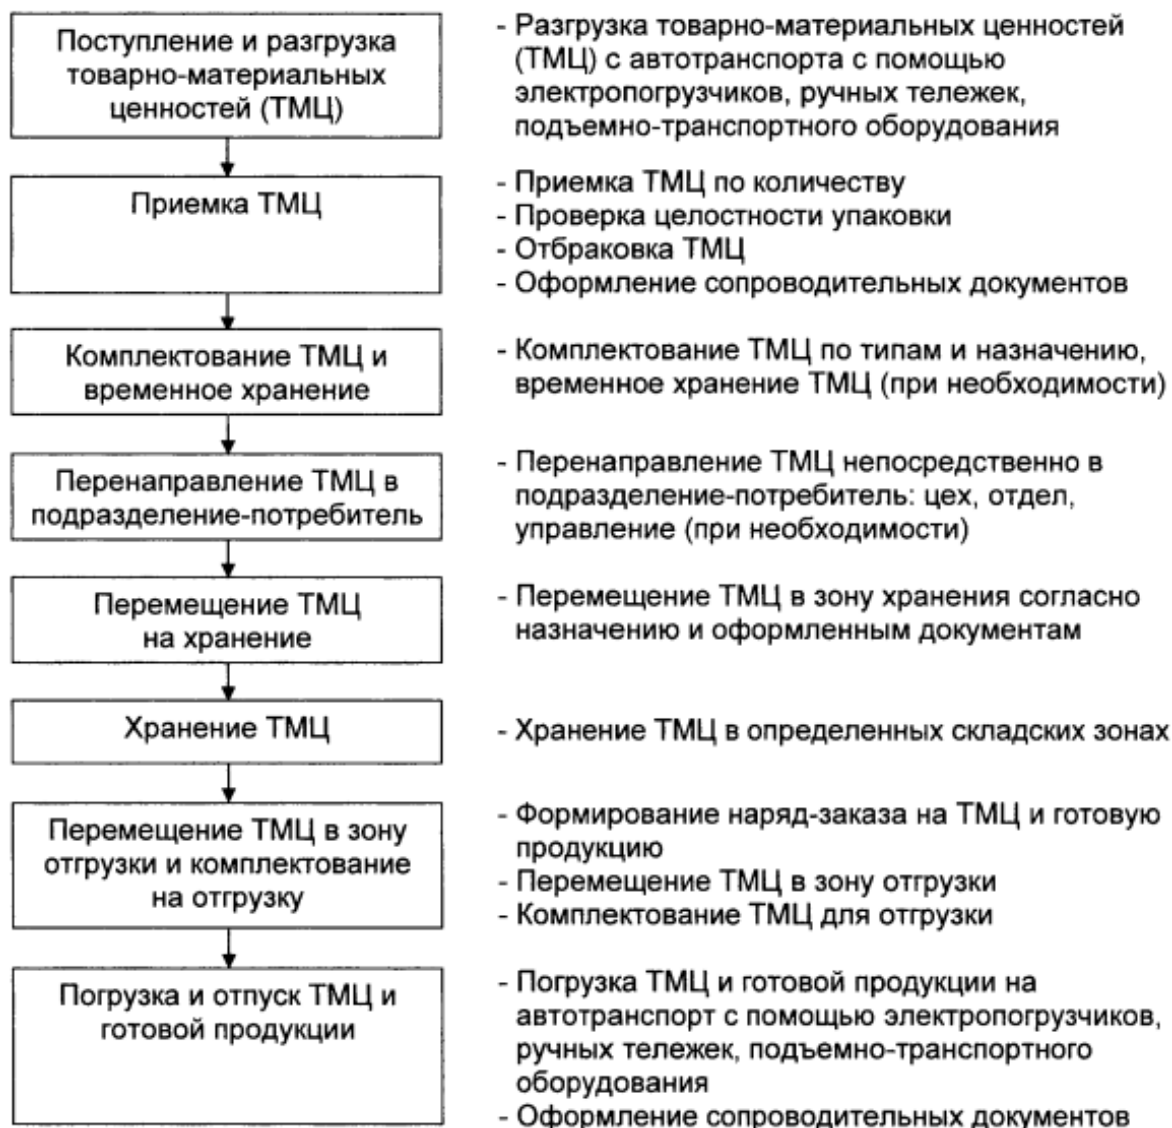 Поступление и разгрузка
товарно-материальных
ценностей (ТМЦ)
- Разгрузка товарно-материальных ценностей
(ТМЦ) с автотранспорта с помощью
электропогрузчиков, ручных тележек,
подъемно-транспортного оборудования
Приемка ТМЦ
- Приемка ТМЦ по количеству
- Проверка целостности упаковки
- Отбраковка ТМЦ
- Оформление сопроводительных документов
Комплектование ТМЦ и
временное хранение
- Комплектование ТМЦ по типам и назначению,
временное хранение ТМЦ (при необходимости)
Перенаправление ТМЦ в
подразделение-потребитель
- Перенаправление ТМЦ непосредственно в
подразделение-потребитель: цех, отдел,
управление (при необходимости)
Перемещение ТМЦ
на хранение
- Перемещение ТМЦ в зону хранения согласно
назначению и оформленным документам
Хранение ТМЦ
- Хранение ТМЦ в определенных складских зонах
Перемещение ТМЦ в зону
отгрузки и комплектование
на отгрузку
- Формирование наряд-заказа на ТМЦ и готовую
продукцию
- Перемещение ТМЦ в зону отгрузки
- Комплектование ТМЦ для отгрузки
Погрузка и отпуск ТМЦ и
готовой продукции
- Погрузка ТМЦ и готовой продукции на
автотранспорт с помощью электропогрузчиков,
ручных тележек, подъемно-транспортного
оборудования
- Оформление сопроводительных документов